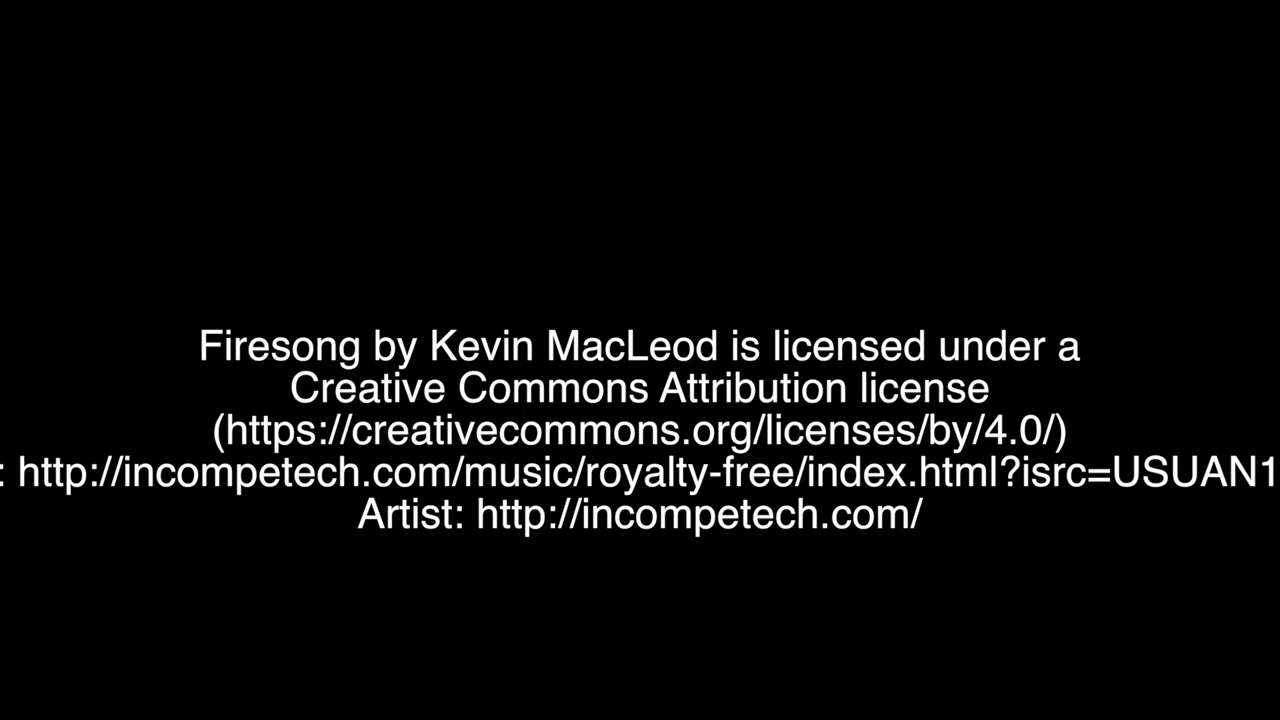 Firesong by Kevin MacLeod is licensed under a
Creative Commons Attribution license
(https://creativecommons.org/licenses/by/4.0/)
: http://incompetech.com/music/royalty-free/index.html?isrc=USUAN1
Artist: http://incompetech.com/